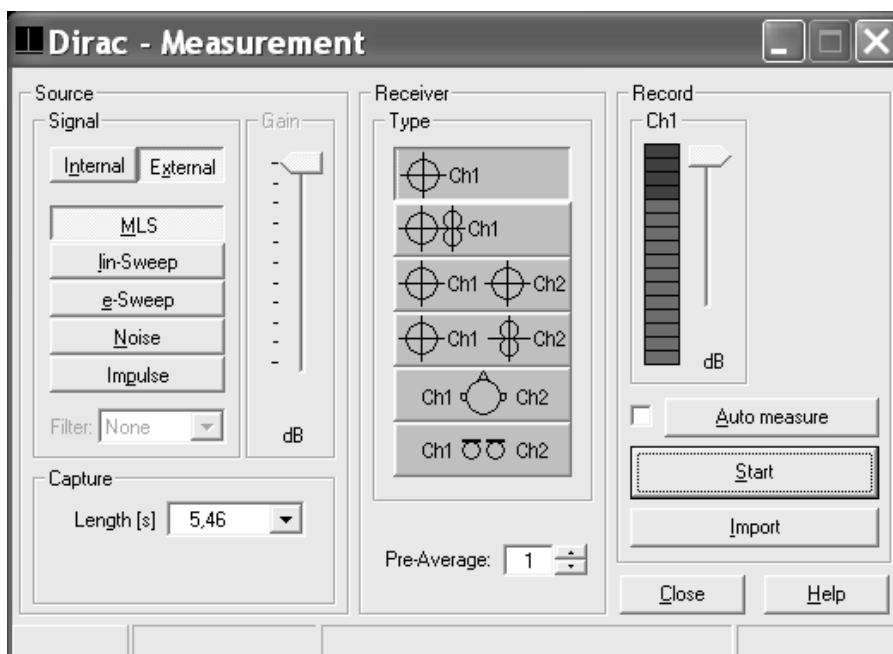 Dirac - Measurement
Source
Signal
Internal External
MLS
lin-Sweep
e-Sweep
Noise
Impulse
Filter: None
Gain
dB
Capture
Length [s] 5,46
Receiver
Type
Ch1
Ch1
Ch1 Ch2
Ch1 Ch2
Ch1 Ch2
Ch1 Ch2
Pre-Average: 1
Record
Ch1
dB
Auto measure
Start
Import
Close Help